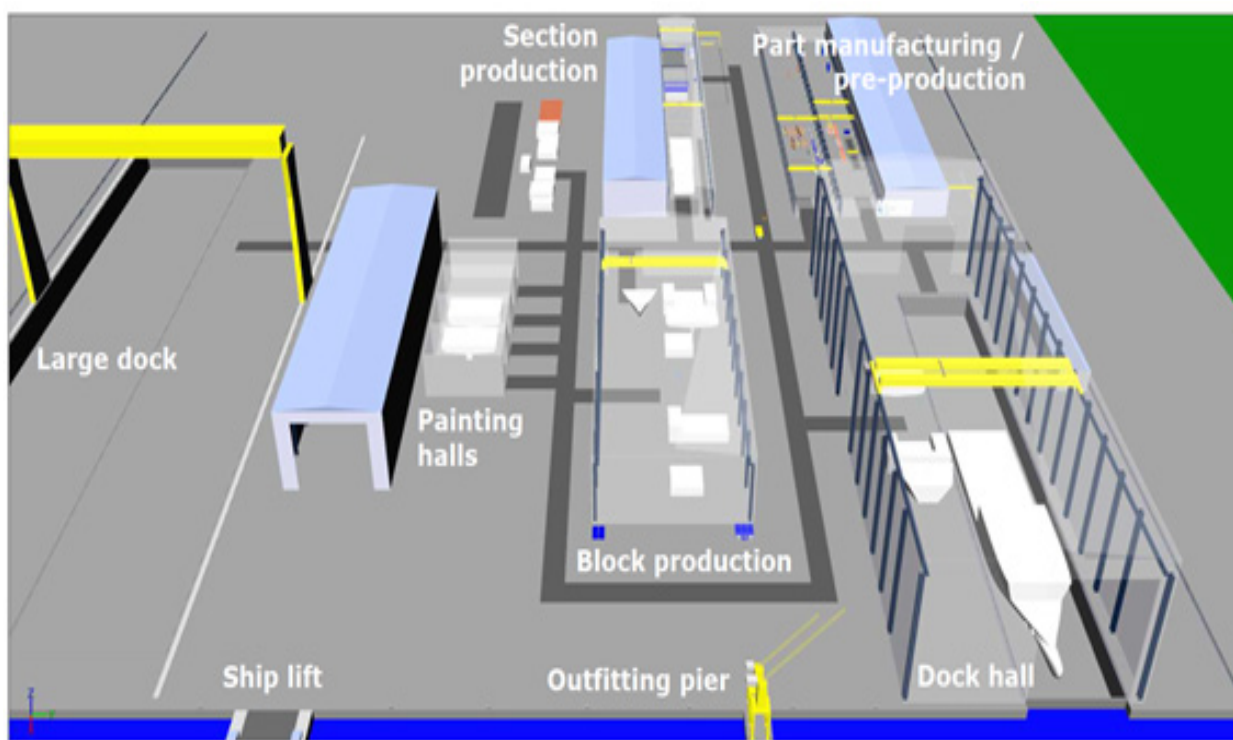 Section
production
Part manufacturing /
pre-production
Large dock
Painting
halls
Block production
Ship lift
Outfitting pier
Dock hall
Z